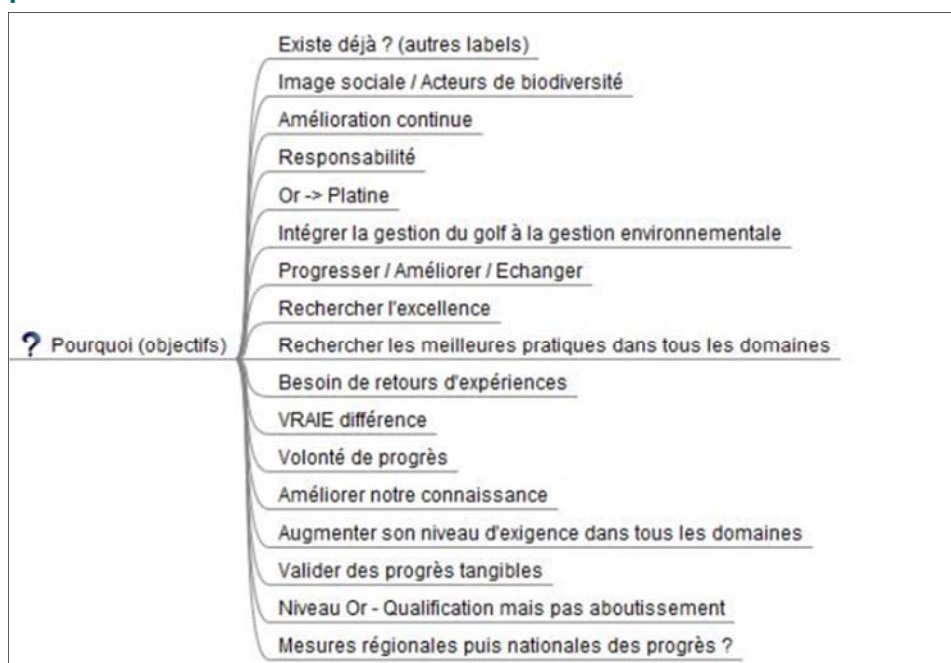 Existe déjà ? (autres labels)
Image sociale / Acteurs de biodiversité
Amélioration continue
Responsabilité
Or -> Platine
Intégrer la gestion du golf à la gestion environnementale
Progresser / Améliorer / Echanger
Rechercher l'excellence
? Pourquoi (objectifs)
Rechercher les meilleures pratiques dans tous les domaines
Besoin de retours d'expériences
VRAIE différence
Volonté de progrès
Améliorer notre connaissance
Augmenter son niveau d'exigence dans tous les domaines
Valider des progrès tangibles
Niveau Or - Qualification mais pas aboutissement
Mesures régionales puis nationales des progrès ?